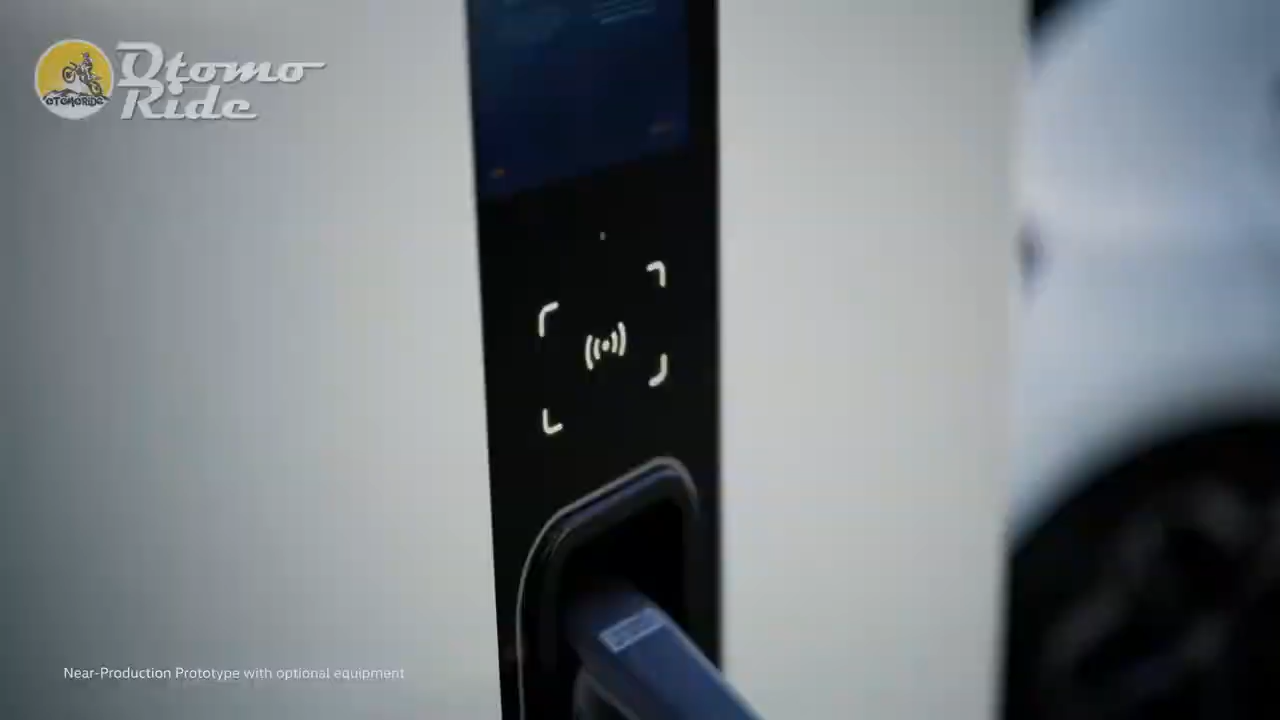 Otomo
Ride
OTOMORIDE
Near-Production Prototype with optional equipment